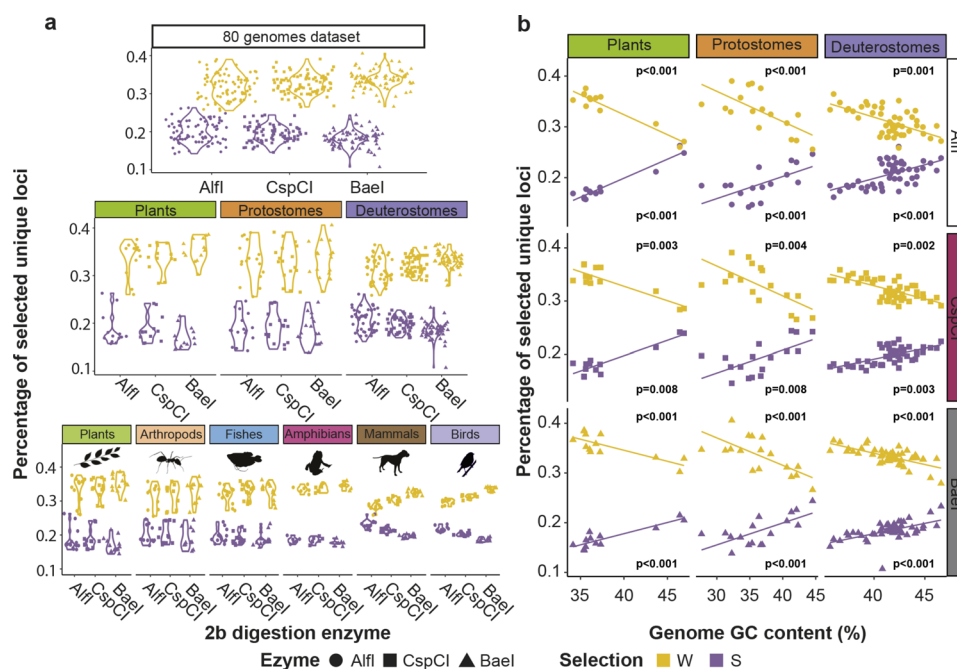 a
80 genomes dataset
0.4
0.3
0.2
0.1
AlfI CspCI BaeI
Percentage of selected unique loci
Plants Protostomes Deuterostomes
0.4
0.3
0.2
0.1
AlfI CspCI BaeI AlfI CspCI BaeI AlfI CspCI BaeI
Plants Arthropods Fishes Amphibians Mammals Birds
0.4
0.3
0.2
0.1
AlfI CspCI BaeI AlfI CspCI BaeI AlfI CspCI BaeI AlfI CspCI BaeI AlfI CspCI BaeI AlfI CspCI BaeI
2b digestion enzyme
b
Plants Protostomes Deuterostomes
Percentage of selected unique loci
0.4
0.3
0.2
p<0.001 p<0.001 p=0.001
p<0.001 p<0.001 p<0.001
AlfI
0.4
0.3
0.2
p=0.003 p=0.004 p=0.002
p=0.008 p=0.008 p=0.003
CspCI
0.4
0.3
0.2
0.1
p<0.001 p<0.001 p<0.001
p<0.001 p<0.001 p<0.001
BaeI
35 40 45 30 35 40 45 35 40 45
Genome GC content (%)
Ezyme AlfI CspCI BaeI Selection W S